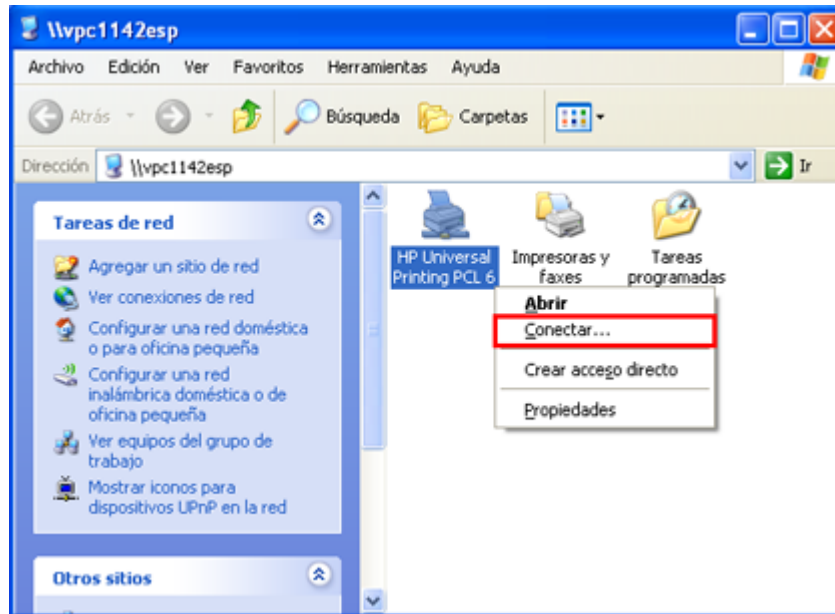 \\vpc1142esp
Archivo Edición Ver Favoritos Herramientas Ayuda
Atrás Búsqueda Carpetas
Dirección \\vpc1142esp Ir
Tareas de red
Agregar un sitio de red
Ver conexiones de red
Configurar una red doméstica
o para oficina pequeña
Configurar una red
inalámbrica doméstica o de
oficina pequeña
Ver equipos del grupo de
trabajo
Mostrar iconos para
dispositivos UPnP en la red
Otros sitios
HP Universal
Printing PCL 6
Impresoras y
faxes
Tareas
programadas
Abrir
Conectar...
Crear acceso directo
Propiedades